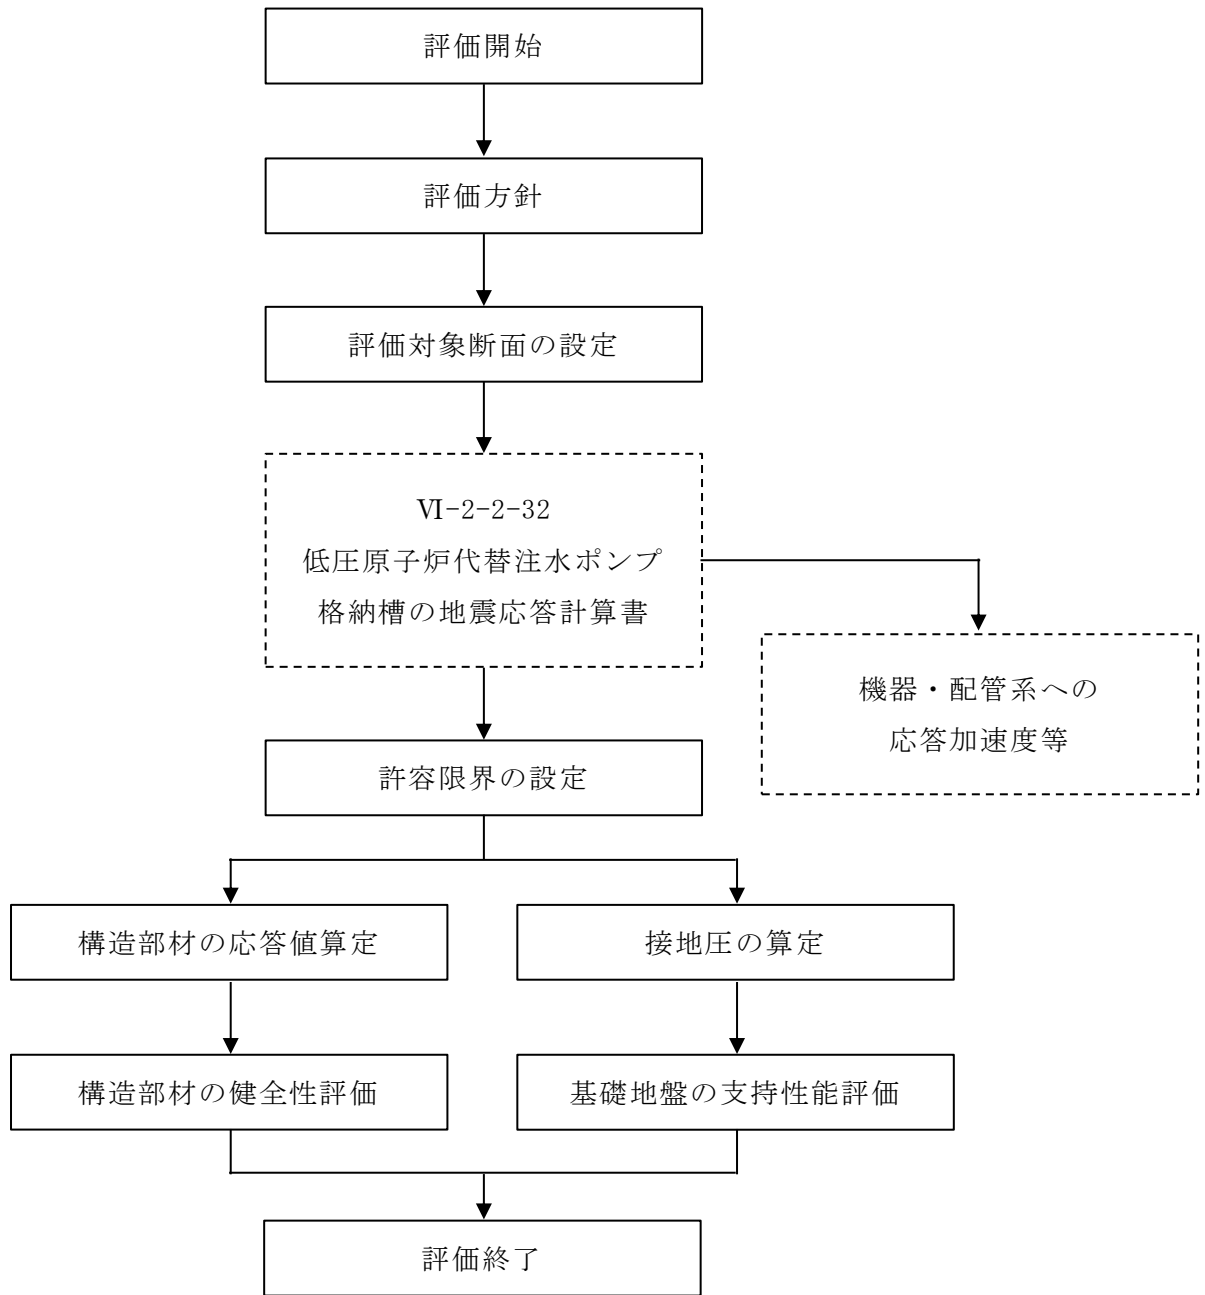 評価開始
評価方針
評価対象断面の設定
Ⅵ-2-2-32
低圧原子炉代替注水ポンプ
格納槽の地震応答計算書
機器・配管系への
応答加速度等
許容限界の設定
構造部材の応答値算定
接地圧の算定
構造部材の健全性評価
基礎地盤の支持性能評価
評価終了